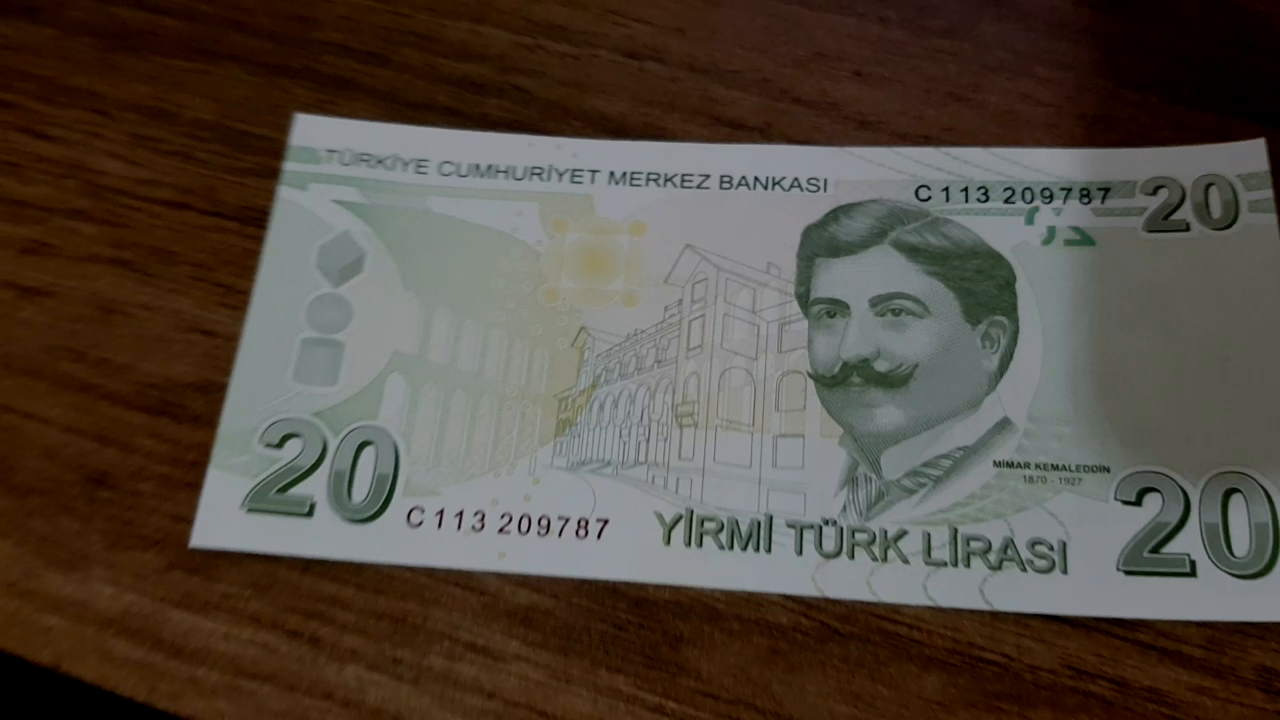 TÜRKİYE CUMHURİYET MERKEZ BANKASI
C113 209787
20
MİMAR KEMALEDDİN
1870 - 1927
20
C113 209787
YİRMİ TÜRK LİRASI
20